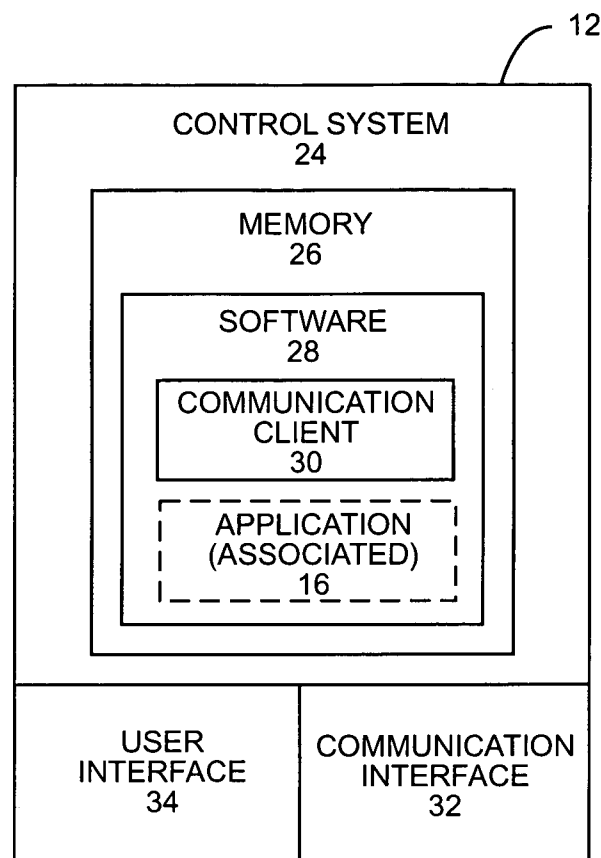 12
CONTROL SYSTEM
24
MEMORY
26
SOFTWARE
28
COMMUNICATION
CLIENT
30
APPLICATION
(ASSOCIATED)
16
USER
INTERFACE
34
COMMUNICATION
INTERFACE
32